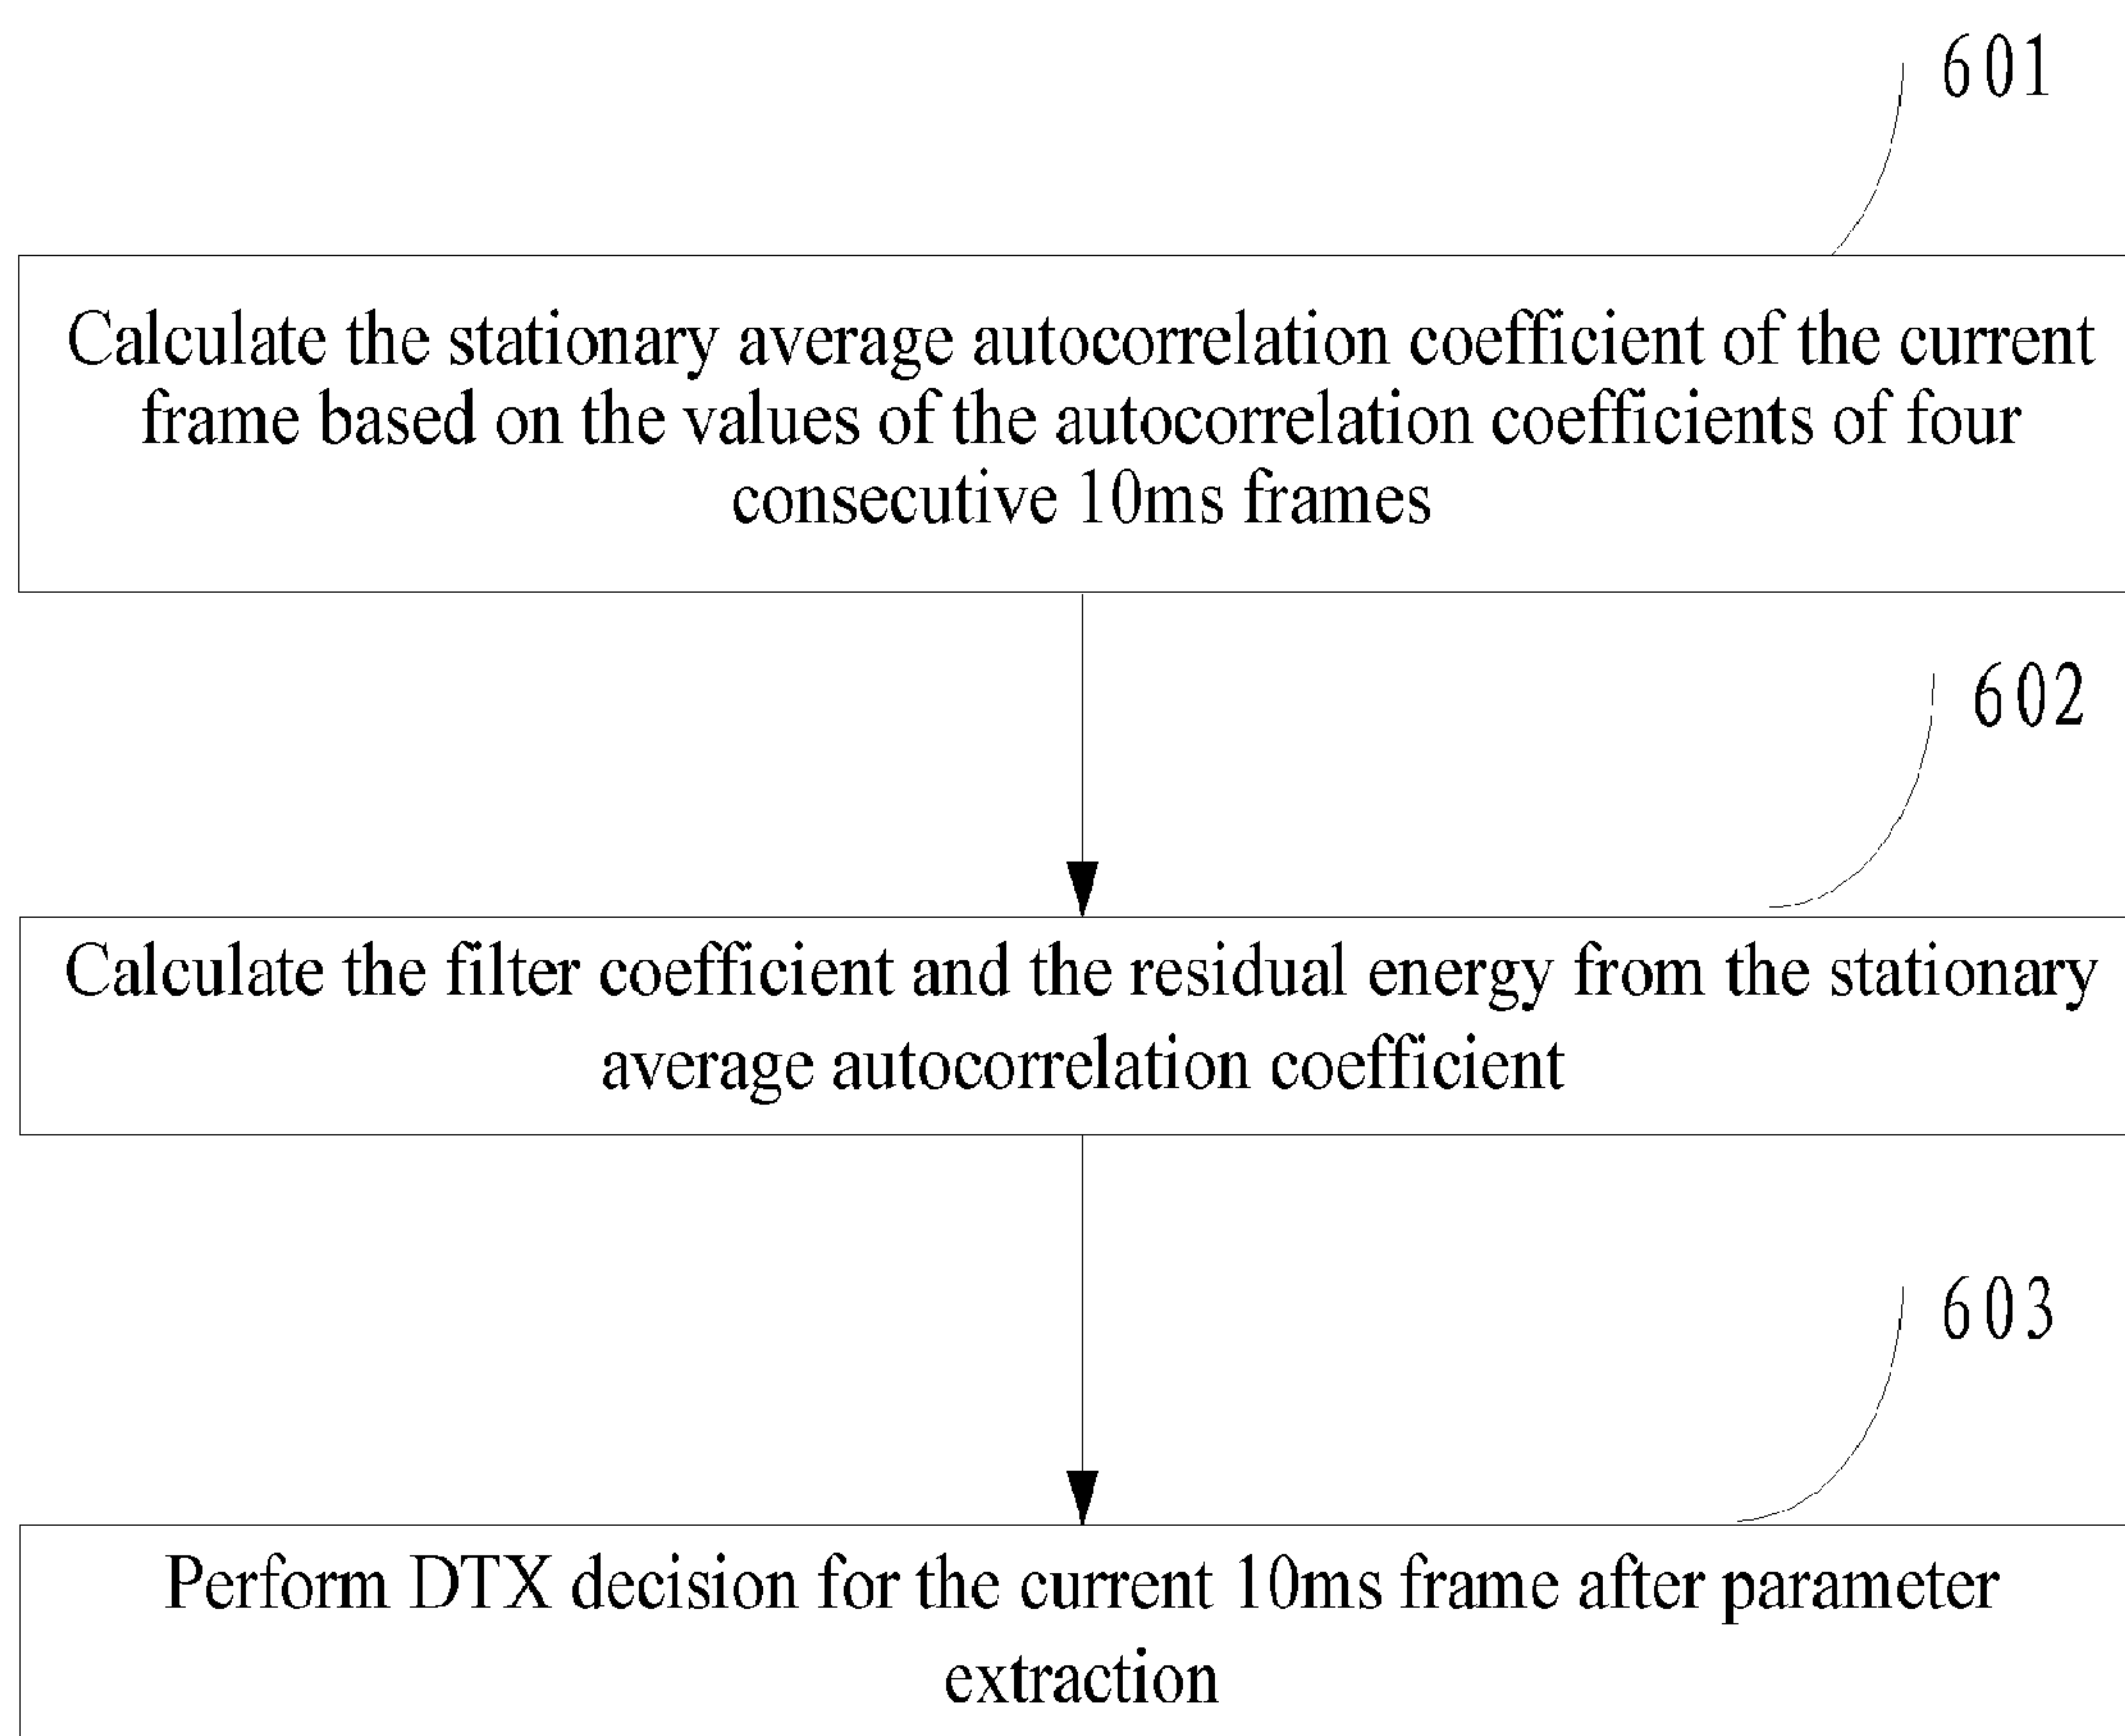 601
Calculate the stationary average autocorrelation coefficient of the current
frame based on the values of the autocorrelation coefficients of four
consecutive 10ms frames
602
Calculate the filter coefficient and the residual energy from the stationary
average autocorrelation coefficient
603
Perform DTX decision for the current 10ms frame after parameter
extraction